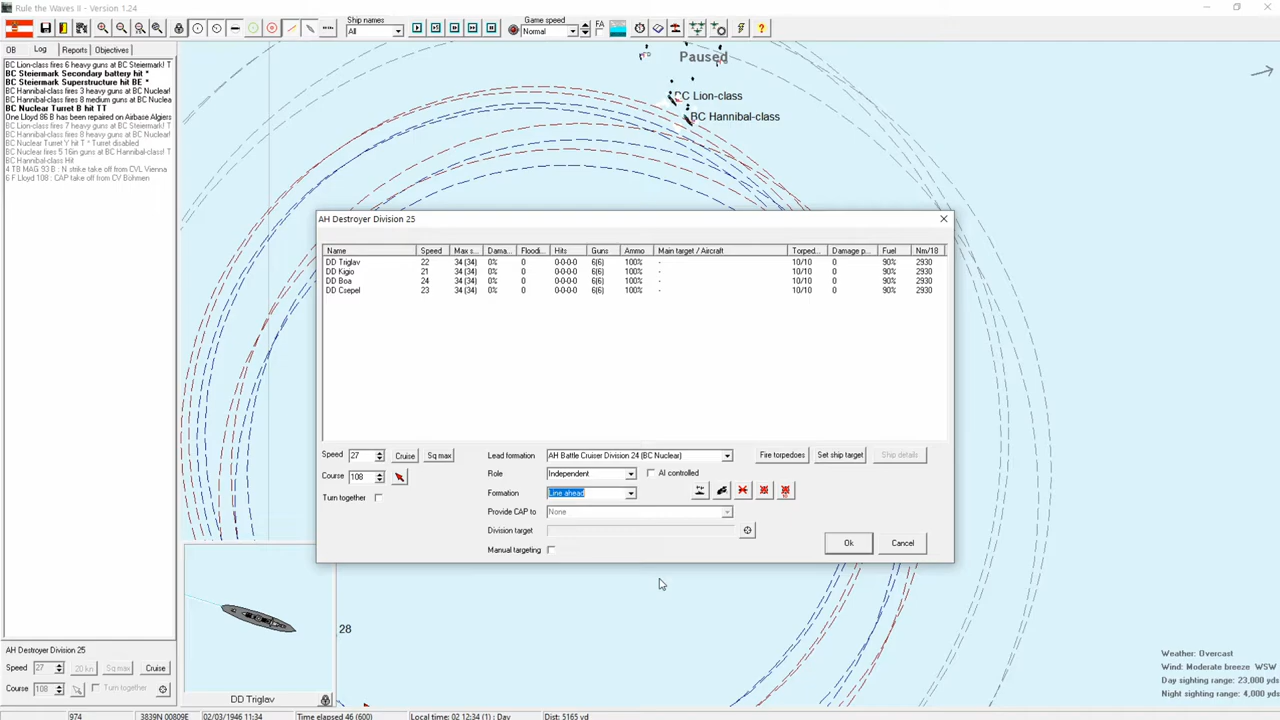 Rule the Waves II - Version 1.24
Ship names
All
Game speed
Normal
FA
OB Log Reports Objectives
BC Lion-class fires 6 heavy guns at BC Steiermark! T
BC Steiermark Secondary battery hit *
BC Steiermark Superstructure hit BE *
BC Hannibal-class fires 3 heavy guns at BC Nuclear!
BC Hannibal-class fires 8 medium guns at BC Nuclea
BC Nuclear Turret B hit TT
One Lloyd 86 B has been repaired on Airbase Algiers
BC Lion-class fires 7 heavy guns at BC Steiermark! T
BC Hannibal-class fires 8 heavy guns at BC Nuclear!
BC Nuclear Turret Y hit T * Turret disabled
BC Nuclear fires 5 16in guns at BC Hannibal-class! T
BC Hannibal-class Hit
4 TB MAG 93 B : N strike take off from CVL Vienna
6 F Lloyd 108 : CAP take off from CV Bohmen
Paused
BC Lion-class
BC Hannibal-class
AH Destroyer Division 25
Name Speed Max s... Dama... Floodi... Hits Guns Ammo Main target / Aircraft Torped... Damage p... Fuel Nm/18
DD Triglav 22 34 (34) 0% 0 0-0-0-0 6(6) 100% - 10/10 0 90% 2930
DD Kigio 21 34 (34) 0% 0 0-0-0-0 6(6) 100% - 10/10 0 90% 2930
DD Boa 24 34 (34) 0% 0 0-0-0-0 6(6) 100% - 10/10 0 90% 2930
DD Csepel 23 34 (34) 0% 0 0-0-0-0 6(6) 100% - 10/10 0 90% 2930
Speed 27 Cruise Sq max Lead formation AH Battle Cruiser Division 24 (BC Nuclear) Fire torpedoes Set ship target Ship details
Course 108 Role Independent AI controlled
Turn together Formation Line ahead
Provide CAP to None
Division target
Manual targeting
Ok Cancel
28
AH Destroyer Division 25
Speed 27 20 kn Sq max Cruise
Course 108 Turn together
DD Triglav
Weather: Overcast
Wind: Moderate breeze WSW
Day sighting range: 23,000 yds
Night sighting range: 4,000 yds
974 3839N 00809E 02/03/1946 11:34 Time elapsed 46 (600) Local time: 02 12:34 (1) : Day Dist: 5165 yd